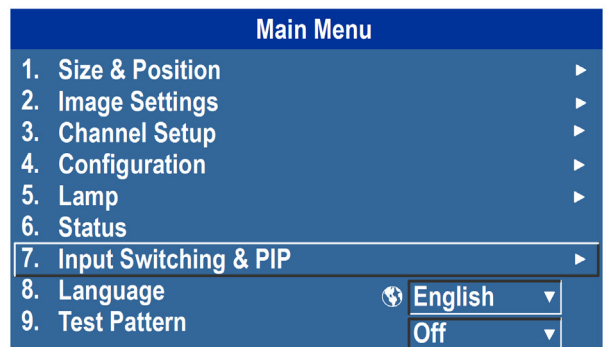 Main Menu
1. Size & Position
2. Image Settings
3. Channel Setup
4. Configuration
5. Lamp
6. Status
7. Input Switching & PIP
8. Language English
9. Test Pattern Off